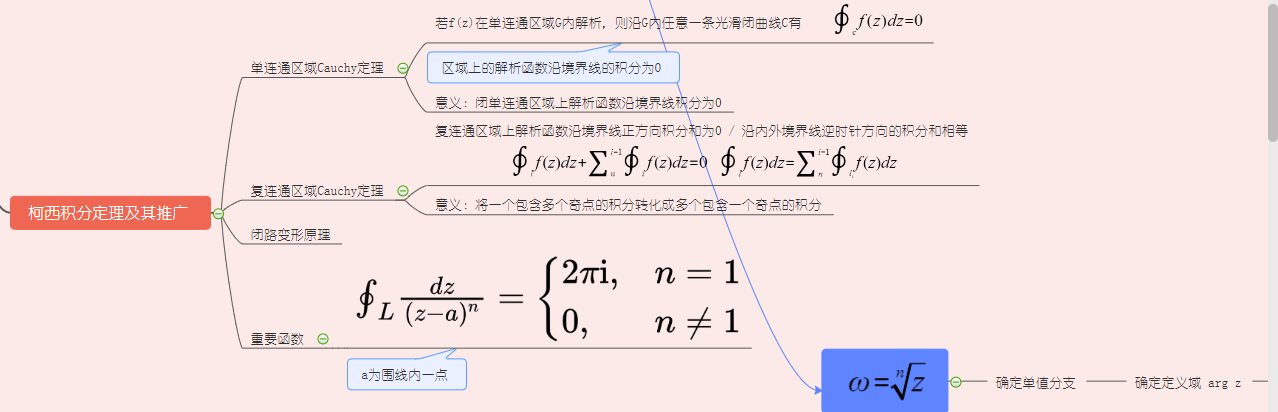 若f(z)在单连通区域G内解析，则沿G内任意一条光滑闭曲线C有 ∮_c f(z)dz=0
单连通区域Cauchy定理
区域上的解析函数沿境界线的积分为0
意义：闭单连通区域上解析函数沿境界线积分为0
复连通区域上解析函数沿境界线正方向积分和为0 / 沿内外境界线逆时针方向的积分和相等
∮_l f(z)dz+∑_n^{i=1}∮_l f(z)dz=0 ∮_l f(z)dz=∑_n^{i=1}∮_{l_i} f(z)dz
复连通区域Cauchy定理
意义：将一个包含多个奇点的积分转化成多个包含一个奇点的积分
柯西积分定理及其推广
闭路变形原理
∮_L dz/(z−a)^n = { 2πi, n = 1
0, n ≠ 1
重要函数
a为围线内一点
ω=ⁿ√z
确定单值分支
确定定义域 arg z